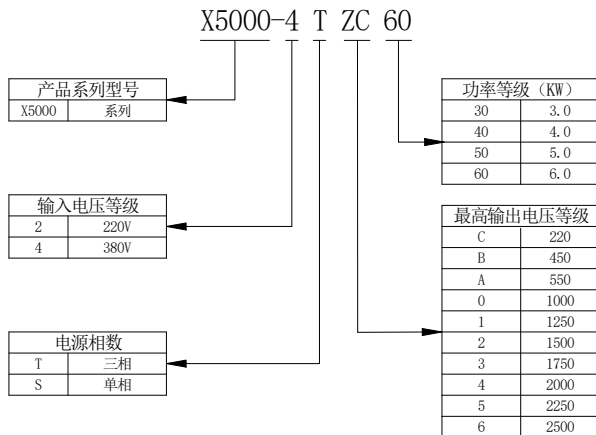 X5000-4 T ZC 60
产品系列型号
X5000 系列
输入电压等级
2 220V
4 380V
电源相数
T 三相
S 单相
功率等级（KW）
30 3.0
40 4.0
50 5.0
60 6.0
最高输出电压等级
C 220
B 450
A 550
0 1000
1 1250
2 1500
3 1750
4 2000
5 2250
6 2500